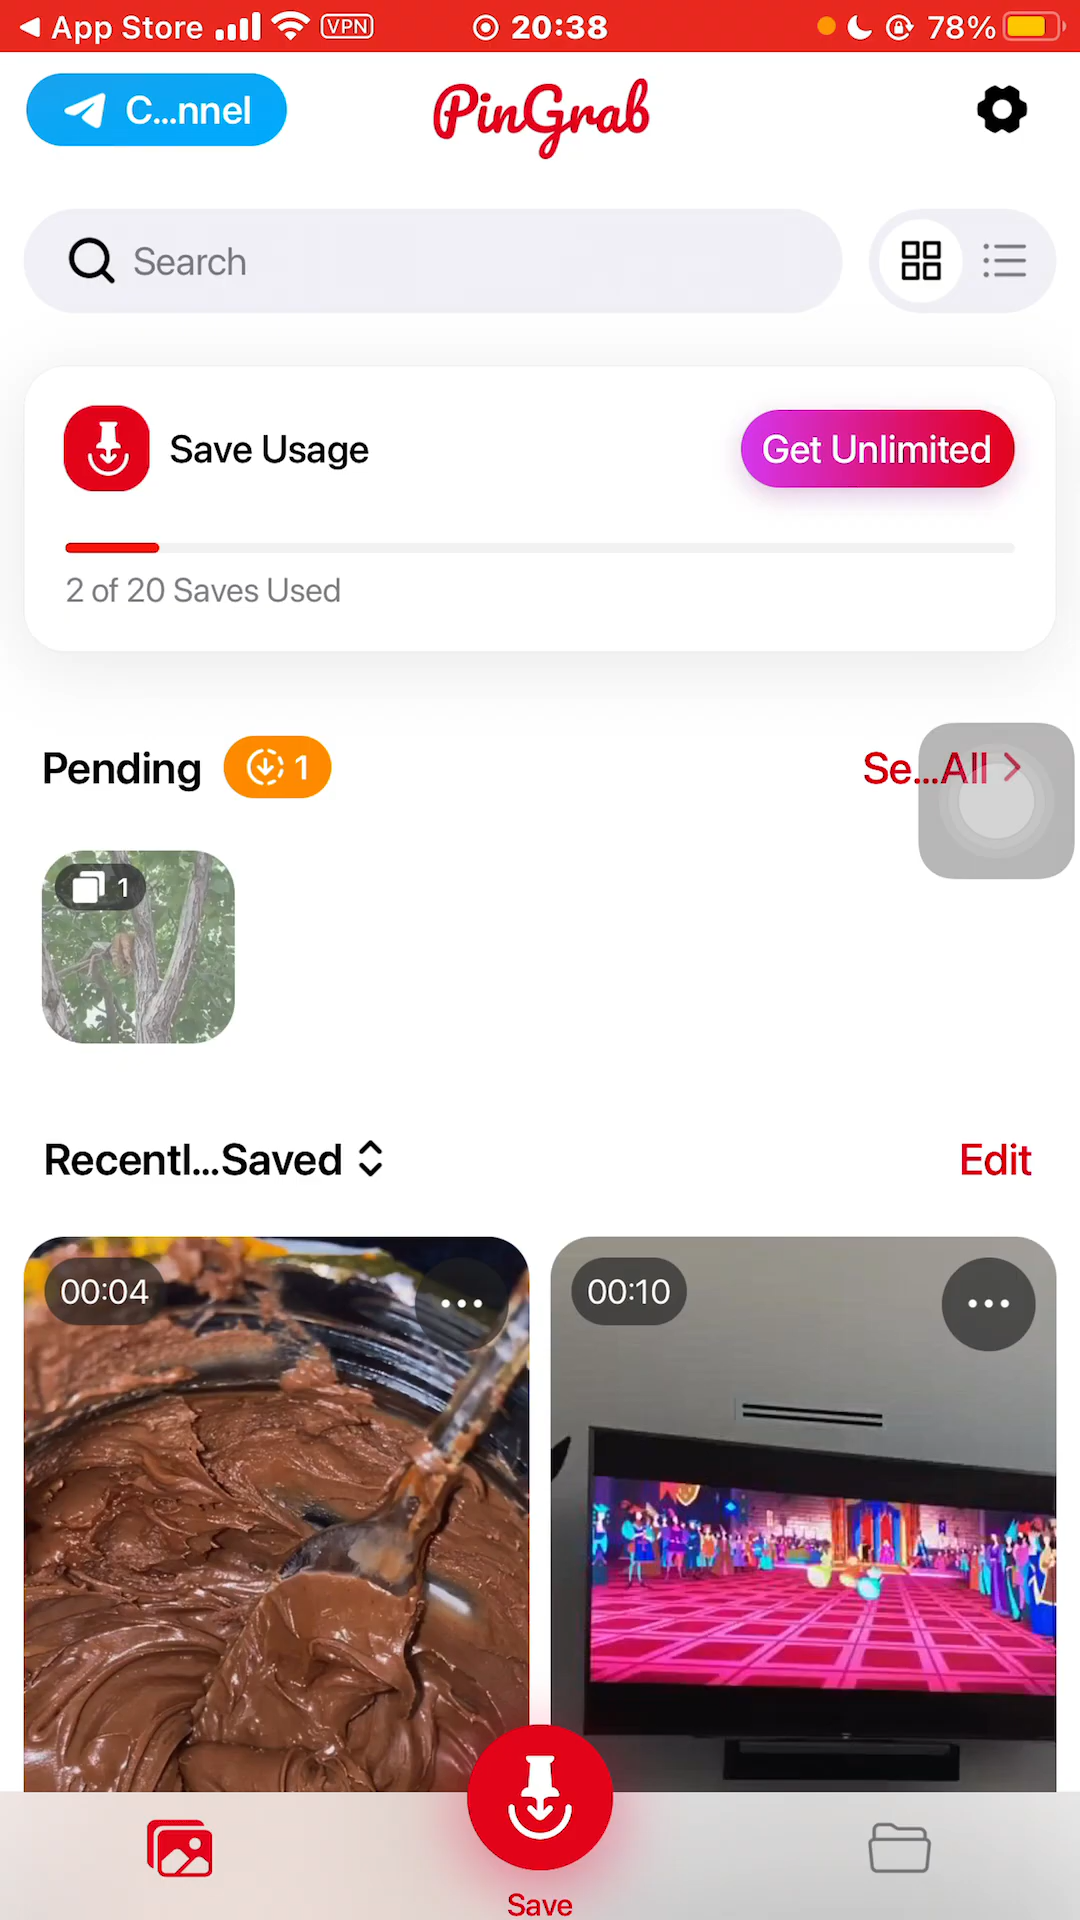 App Store VPN 20:38 78%
C...nnel PinGrab
Search
Save Usage Get Unlimited
2 of 20 Saves Used
Pending 1 Se...All
1
Recentl...Saved Edit
00:04 00:10
Save